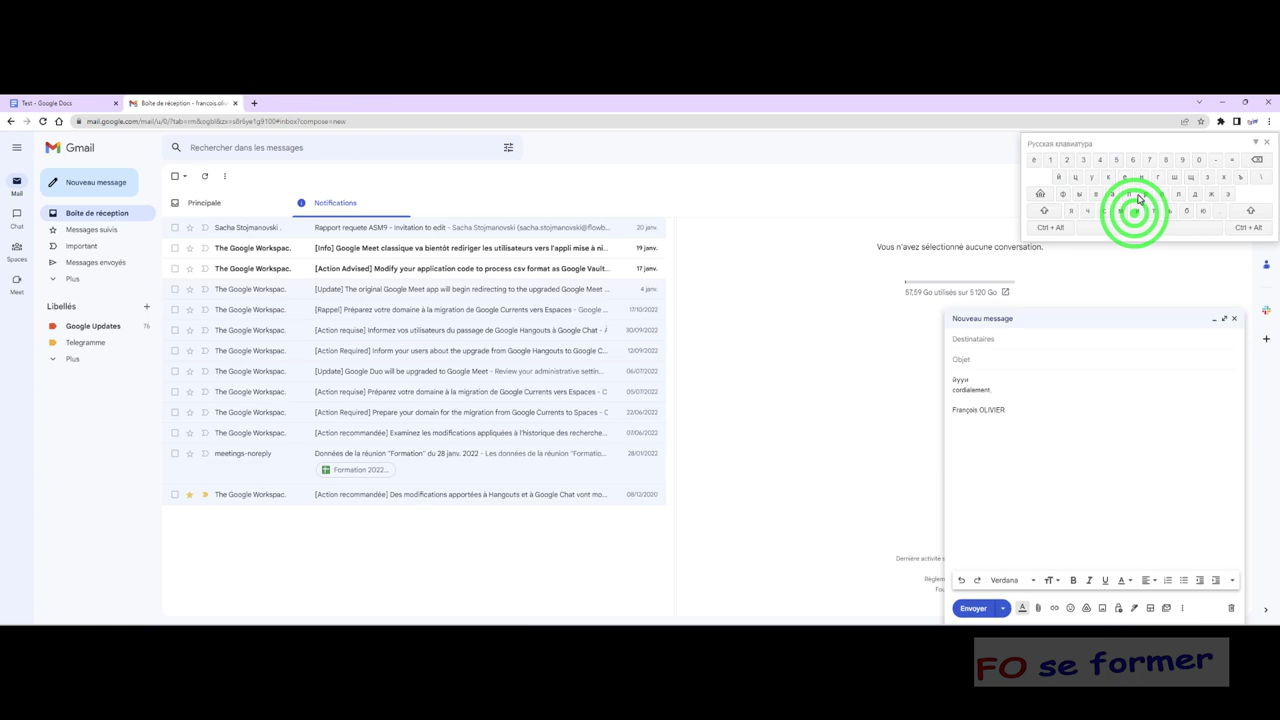 Test - Google Docs
Boîte de réception - francois.oliv
mail.google.com/mail/u/0/?tab=rm&ogbl&zx=s8r6ye1g9100#inbox?compose=new
Gmail
Rechercher dans les messages
Русская клавиатура
ё 1 2 3 4 5 6 7 8 9 0 - =
й ц у к е н г ш щ з х ъ \
ф ы в а п л д ж э
я ч с м и т ь б ю .
Ctrl + Alt
Ctrl + Alt
Nouveau message
Mail
Chat
Spaces
Meet
Boîte de réception
Messages suivis
Important
Messages envoyés
Plus
Libellés
Google Updates 76
Telegramme
Plus
Principale
Notifications
Sacha Stojmanovski . Rapport requete ASM9 - Invitation to edit - Sacha Stojmanovski (sacha.stojmanovski@flowb... 20 janv.
The Google Workspac. [Info] Google Meet classique va bientôt rediriger les utilisateurs vers l'appli mise à ni... 19 janv.
The Google Workspac. [Action Advised] Modify your application code to process csv format as Google Vault... 17 janv.
The Google Workspac. [Update] The original Google Meet app will begin redirecting to the upgraded Google Meet ... 4 janv.
The Google Workspac. [Rappel] Préparez votre domaine à la migration de Google Currents vers Espaces - Google ... 17/10/2022
The Google Workspac. [Action requise] Informez vos utilisateurs du passage de Google Hangouts à Google Chat - 30/09/2022
The Google Workspac. [Action Required] Inform your users about the upgrade from Google Hangouts to Google C... 12/09/2022
The Google Workspac. [Update] Google Duo will be upgraded to Google Meet - Review your administrative settin... 06/07/2022
The Google Workspac. [Action requise] Préparez votre domaine à la migration de Google Currents vers Espaces - C 05/07/2022
The Google Workspac. [Action Required] Prepare your domain for the migration from Google Currents to Spaces - 22/06/2022
The Google Workspac. [Action recommandée] Examinez les modifications appliquées à l'historique des recherche... 07/06/2022
meetings-noreply Données de la réunion "Formation" du 28 janv. 2022 - Les données de la réunion "Formatio... 28/01/2022
Formation 2022...
The Google Workspac. [Action recommandée] Des modifications apportées à Hangouts et à Google Chat vont mo... 08/12/2020
Vous n'avez sélectionné aucune conversation.
57,59 Go utilisés sur 5 120 Go
Dernière activité
Nouveau message
Destinataires
Objet
йууи
cordialement,
François OLIVIER
Verdana
Envoyer
FO se former